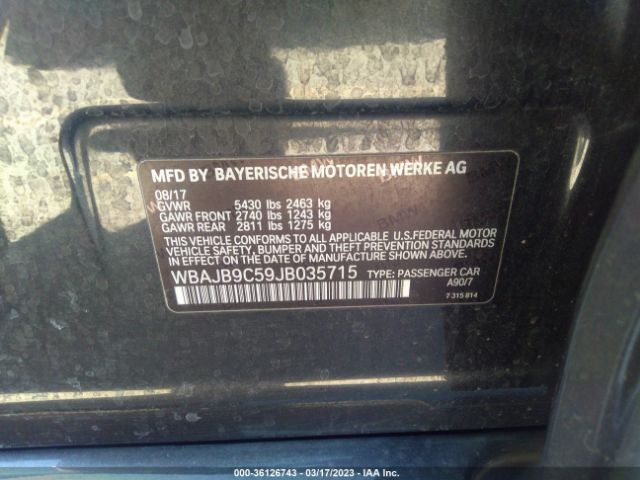 MFD BY BAYERISCHE MOTOREN WERKE AG
08/17
GVWR 5430 lbs 2463 kg
GAWR FRONT 2740 lbs 1243 kg
GAWR REAR 2811 lbs 1275 kg
THIS VEHICLE CONFORMS TO ALL APPLICABLE U.S.FEDERAL MOTOR
VEHICLE SAFETY, BUMPER AND THEFT PREVENTION STANDARDS
IN EFFECT ON THE DATE OF MANUFACTURE SHOWN ABOVE.
WBAJB9C59JB035715 TYPE: PASSENGER CAR
A90/7
7 315 814
000-36126743 / 03/17/2023 / IAA Inc.